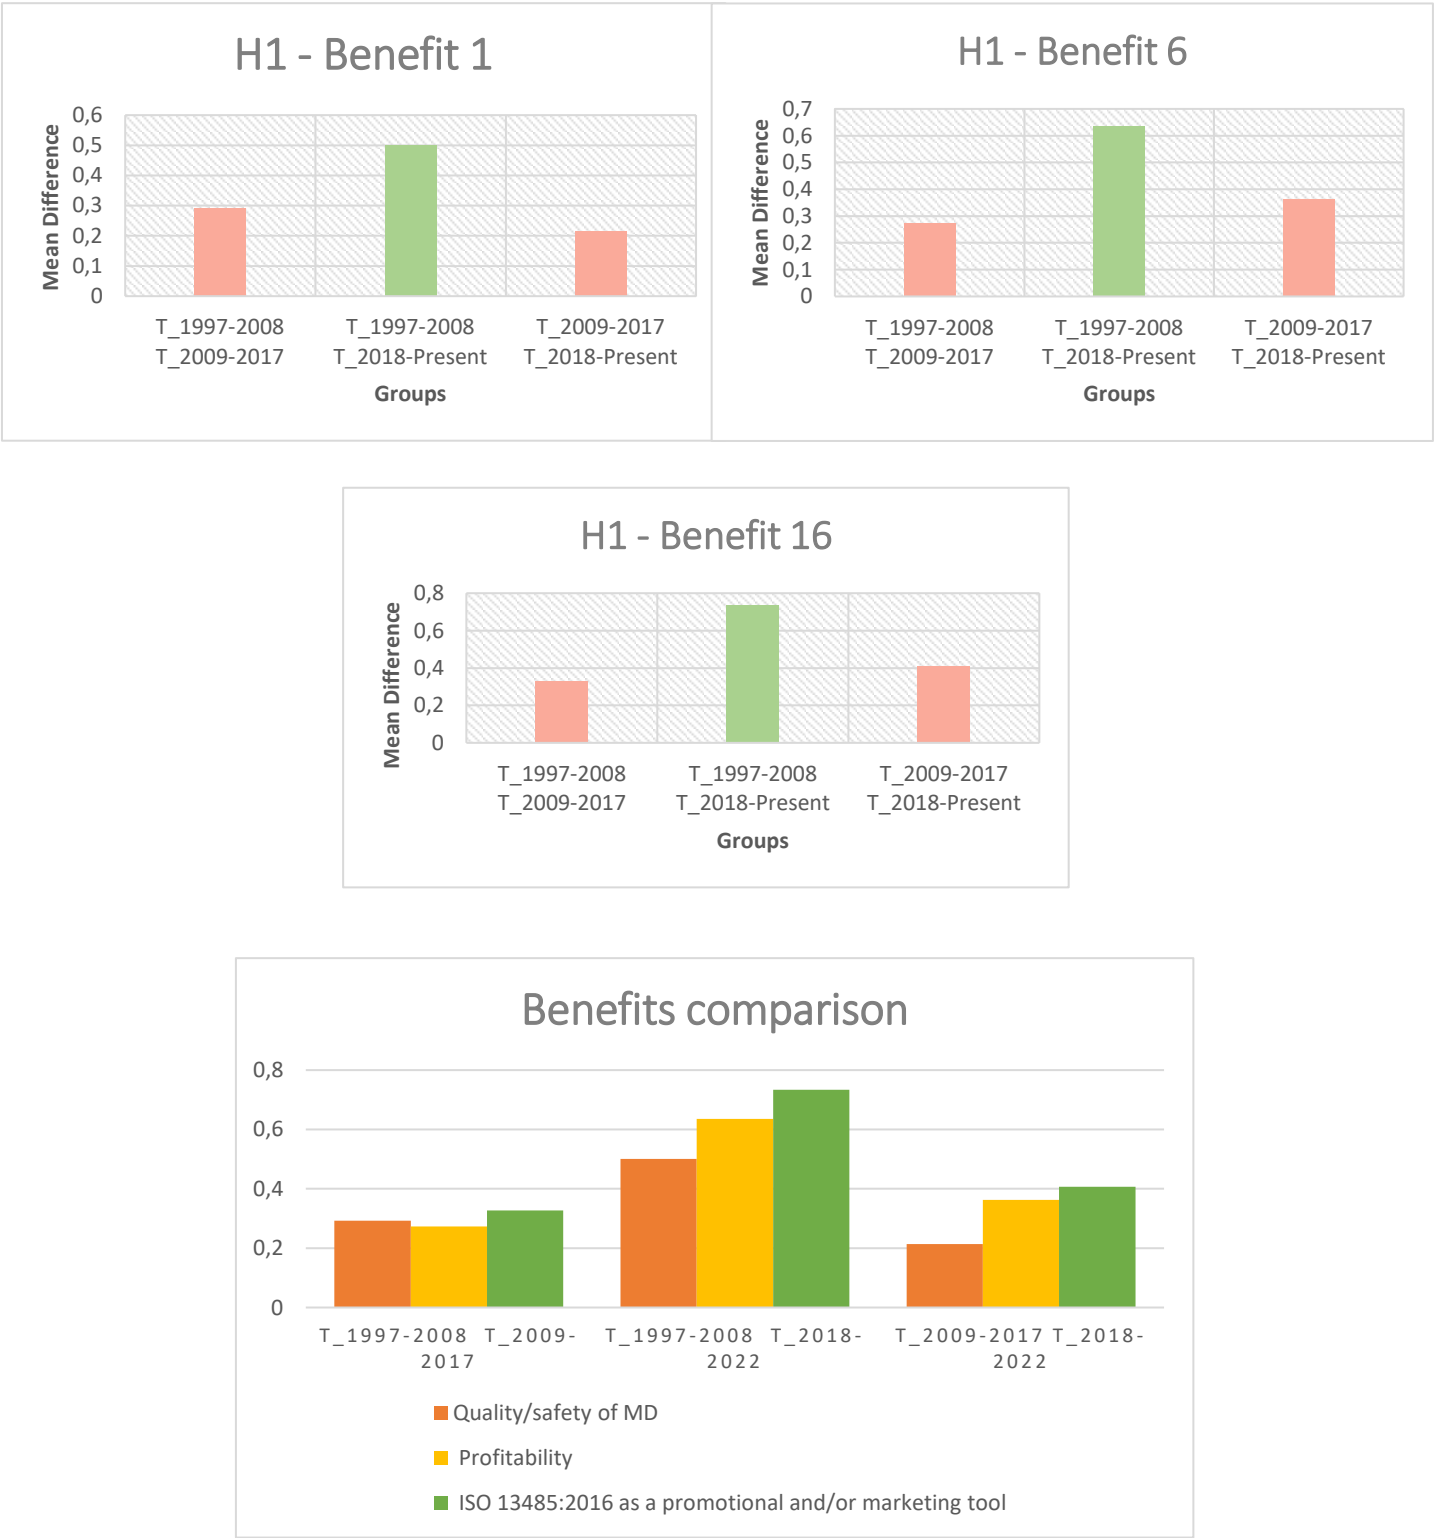 H1 - Benefit 1
Mean Difference
0,6
0,5
0,4
0,3
0,2
0,1
0
T_1997-2008 T_1997-2008 T_2009-2017
T_2009-2017 T_2018-Present T_2018-Present
Groups
H1 - Benefit 6
Mean Difference
0,7
0,6
0,5
0,4
0,3
0,2
0,1
0
T_1997-2008 T_1997-2008 T_2009-2017
T_2009-2017 T_2018-Present T_2018-Present
Groups
H1 - Benefit 16
Mean Difference
0,8
0,6
0,4
0,2
0
T_1997-2008 T_1997-2008 T_2009-2017
T_2009-2017 T_2018-Present T_2018-Present
Groups
Benefits comparison
0,8
0,6
0,4
0,2
0
T_1997-2008 T_2009- T_1997-2008 T_2018- T_2009-2017 T_2018-
2017 2022 2022
Quality/safety of MD
Profitability
ISO 13485:2016 as a promotional and/or marketing tool